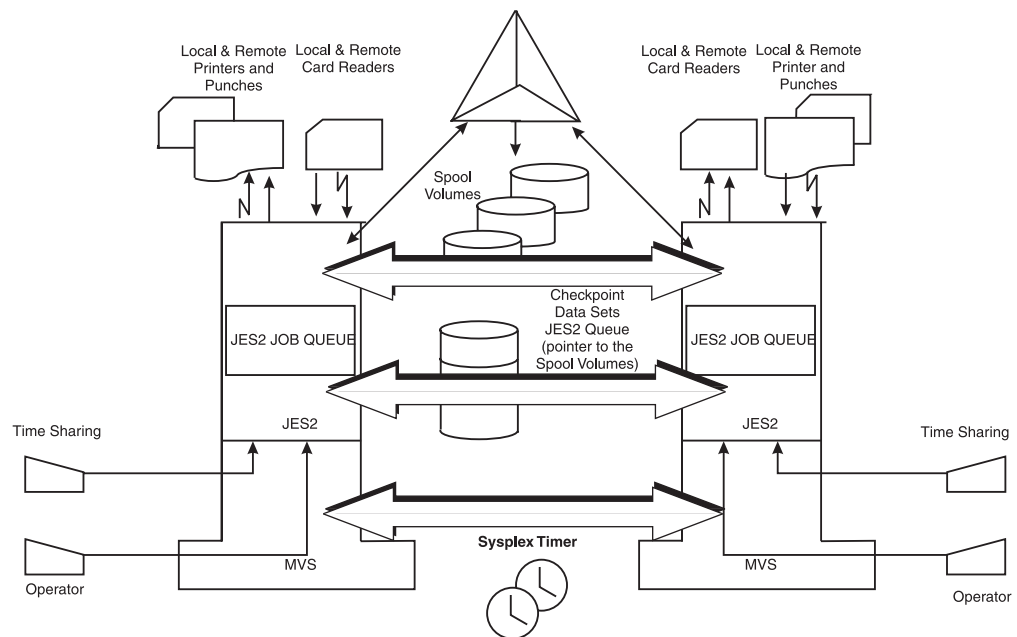 Local & Remote
Printers and
Punches
Local & Remote
Card Readers
Local & Remote
Card Readers
Local & Remote
Printer and
Punches
Spool
Volumes
Checkpoint
Data Sets
JES2 Queue
(pointer to the
Spool Volumes)
JES2 JOB QUEUE
JES2 JOB QUEUE
JES2
JES2
Time Sharing
Time Sharing
Sysplex Timer
MVS
MVS
Operator
Operator